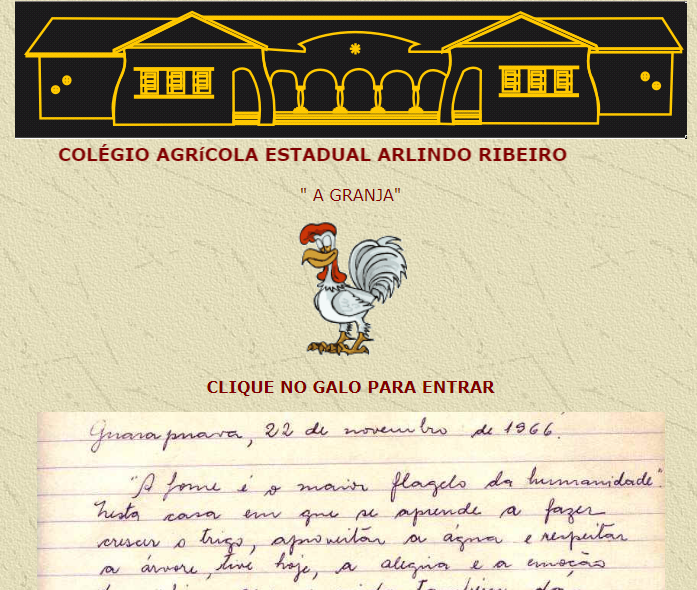 COLÉGIO AGRíCOLA ESTADUAL ARLINDO RIBEIRO
" A GRANJA"
CLIQUE NO GALO PARA ENTRAR
Guarapuava, 22 de novembro de 1966.
"A fome é o maior flagelo da humanidade".
Nesta casa em que se aprende a fazer
crescer o trigo, aproveitar a água e respeitar
a árvore, tive hoje, a alegria e a emoção